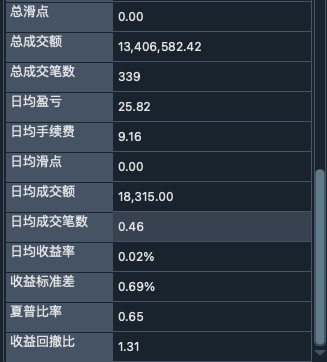 总滑点 0.00
总成交额 13,406,582.42
总成交笔数 339
日均盈亏 25.82
日均手续费 9.16
日均滑点 0.00
日均成交额 18,315.00
日均成交笔数 0.46
日均收益率 0.02%
收益标准差 0.69%
夏普比率 0.65
收益回撤比 1.31